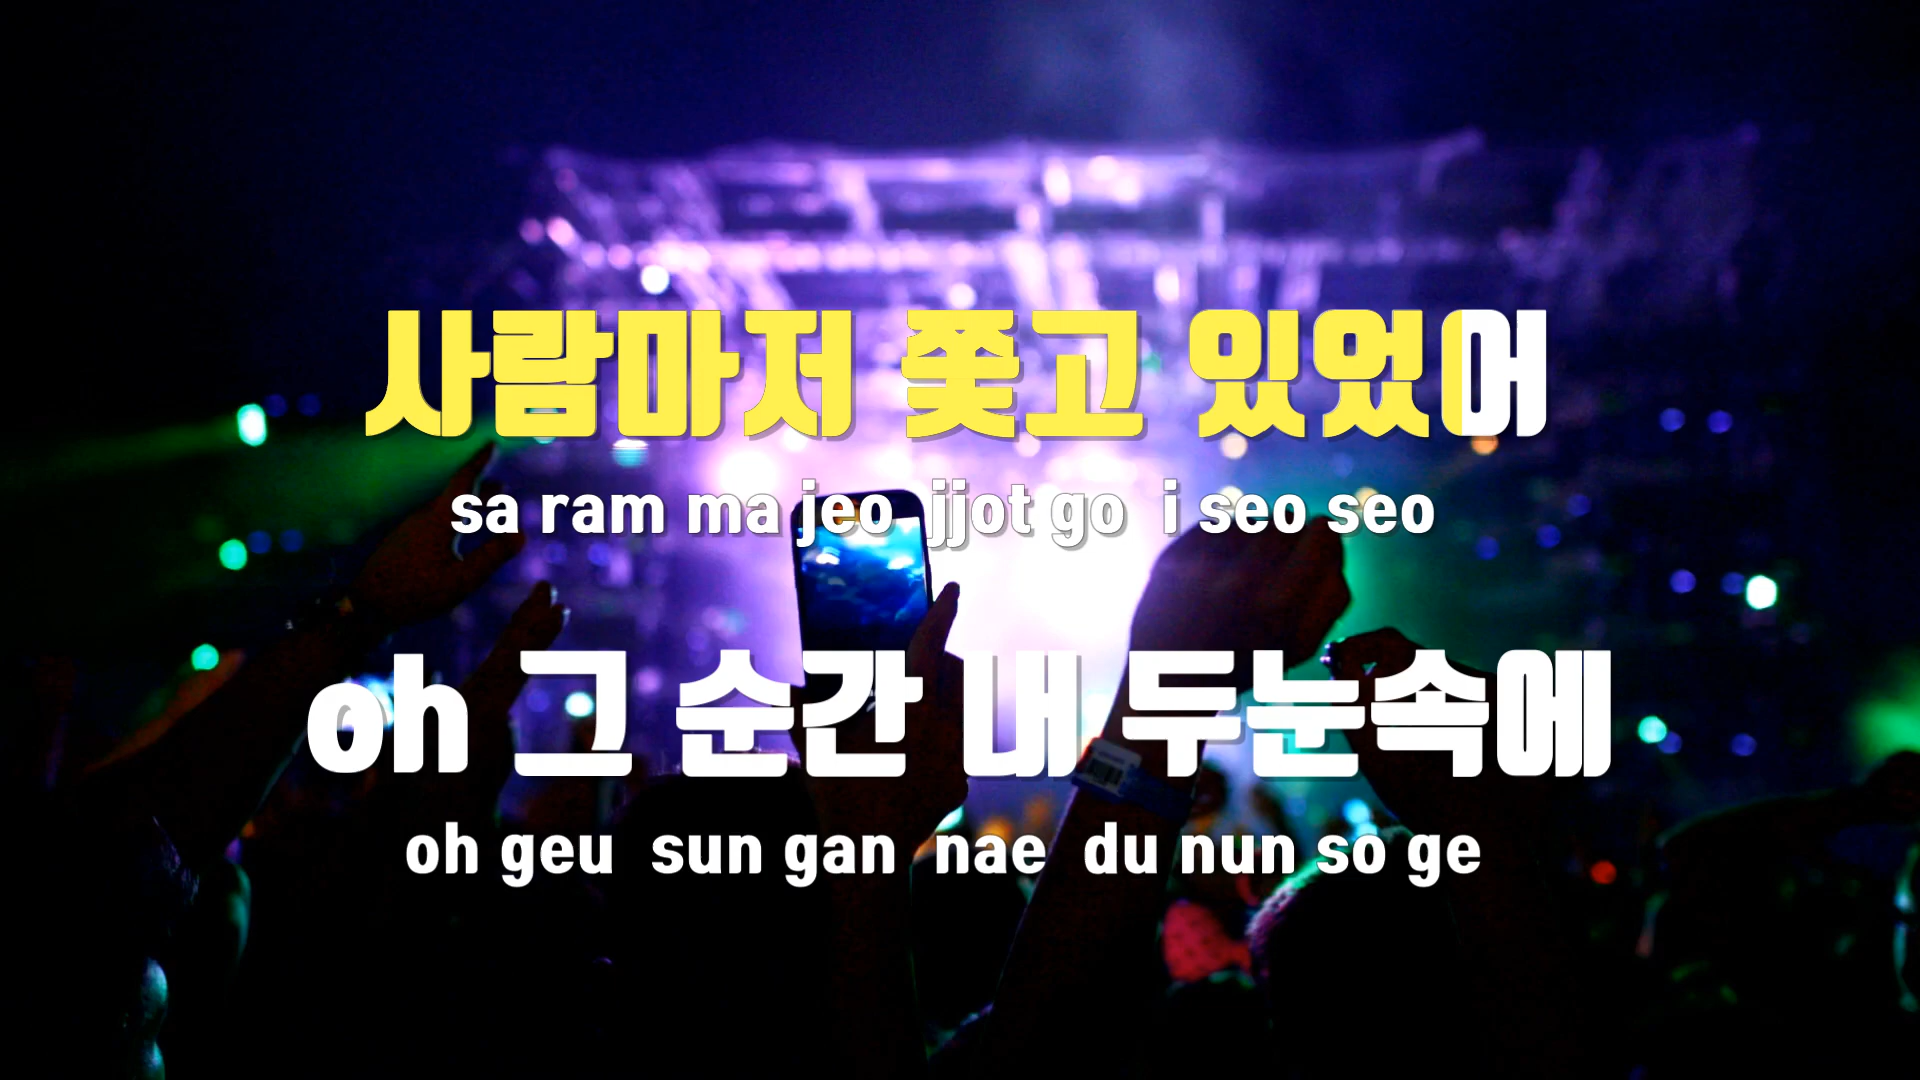 사람마저 쫓고 있었어
sa ram ma jeo jjot go i seo seo
oh 그 순간 내 두눈속에
oh geu sun gan nae du nun so ge